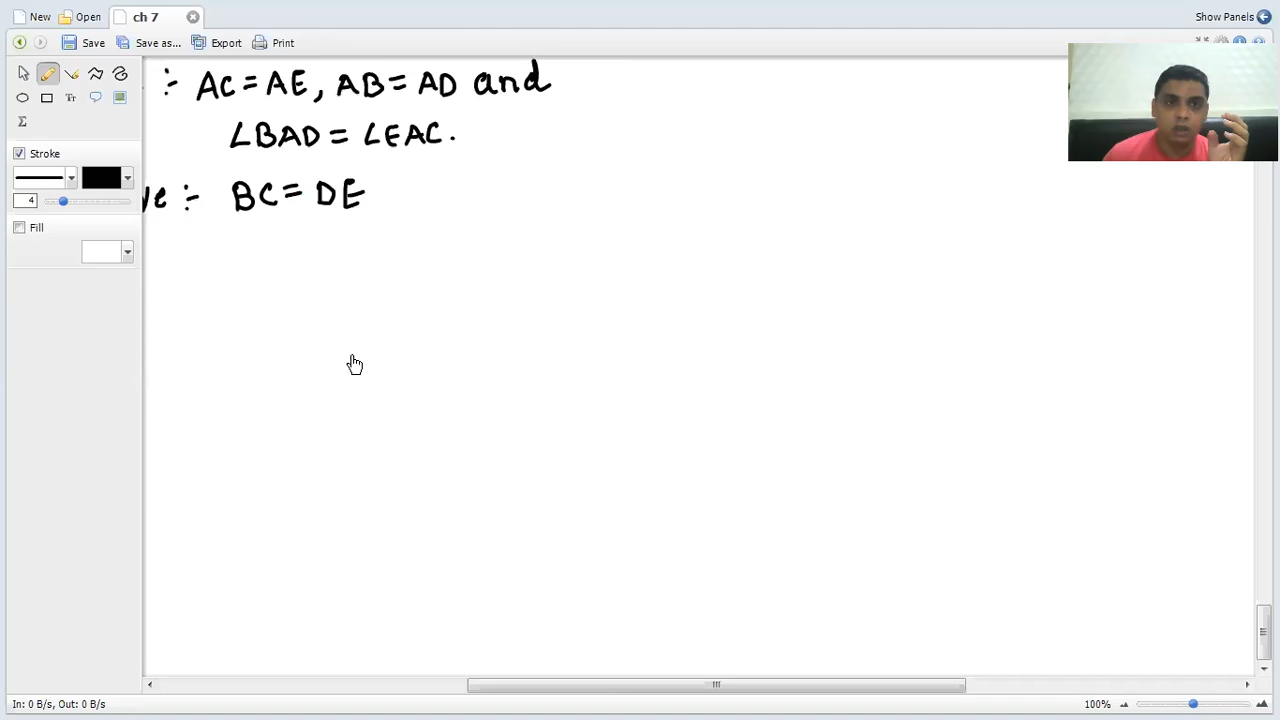 New Open ch 7 Show Panels
Save Save as... Export Print
:- AC = AE, AB = AD and
∠BAD = ∠EAC.
ve :- BC = DE
Tr
Σ
Stroke
4
Fill
In: 0 B/s, Out: 0 B/s 100%